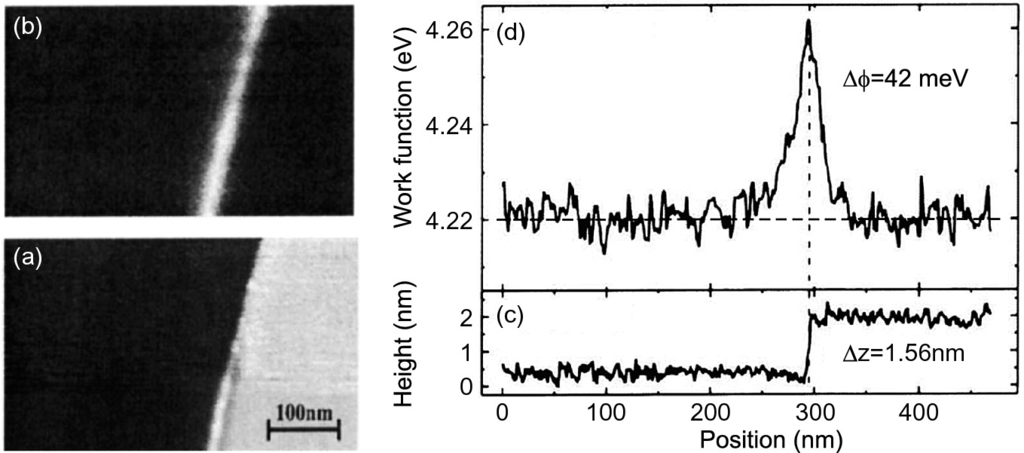 (b)
(a)
100nm
(d)
Δϕ=42 meV
4.26
4.24
4.22
Work function (eV)
(c)
Δz=1.56nm
2
1
0
Height (nm)
0 100 200 300 400
Position (nm)